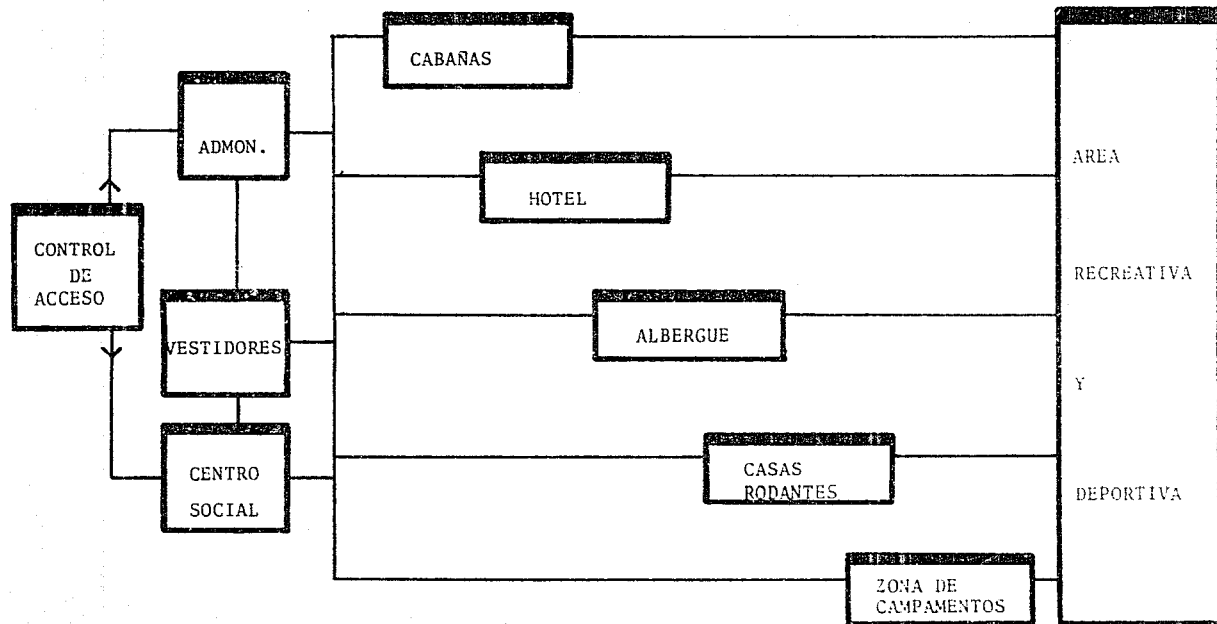 CONTROL
DE
ACCESO
ADMON.
VESTIDORES
CENTRO
SOCIAL
CABAÑAS
HOTEL
ALBERGUE
CASAS
RODANTES
ZONA DE
CAMPAMENTOS
AREA
RECREATIVA
Y
DEPORTIVA